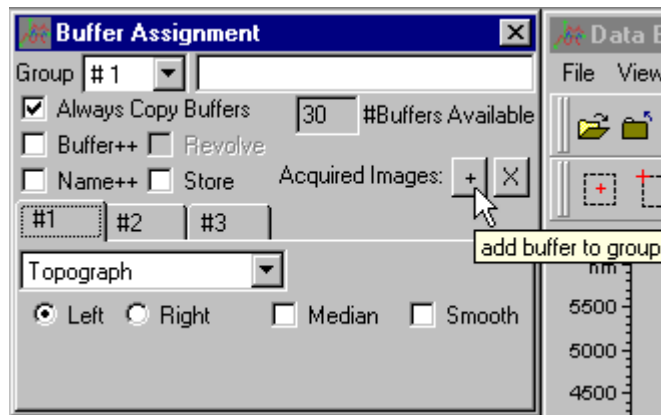 Buffer Assignment
Group #1
Always Copy Buffers 30 #Buffers Available
Buffer++ Revolve
Name++ Store Acquired Images: + X
#1 #2 #3
Topograph
Left Right Median Smooth
Data
File View
add buffer to group
nm
5500
5000
4500